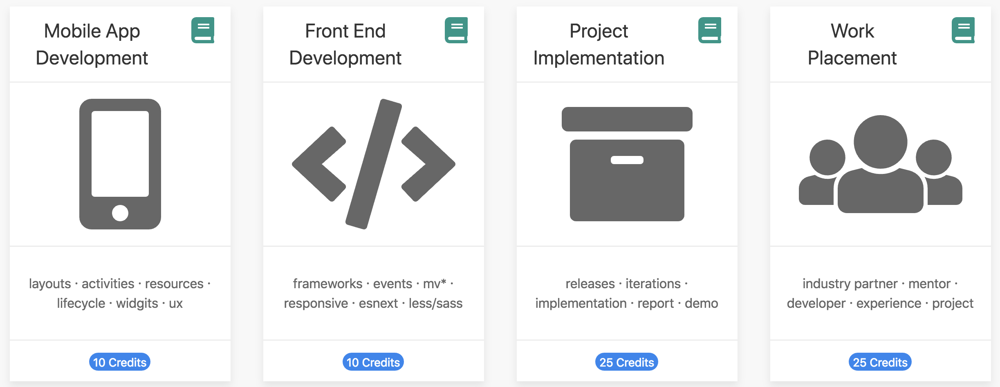 Mobile App
Development
layouts · activities · resources ·
lifecycle · widgits · ux
10 Credits
Front End
Development
frameworks · events · mv* ·
responsive · esnext · less/sass
10 Credits
Project
Implementation
releases · iterations ·
implementation · report · demo
25 Credits
Work
Placement
industry partner · mentor ·
developer · experience · project
25 Credits